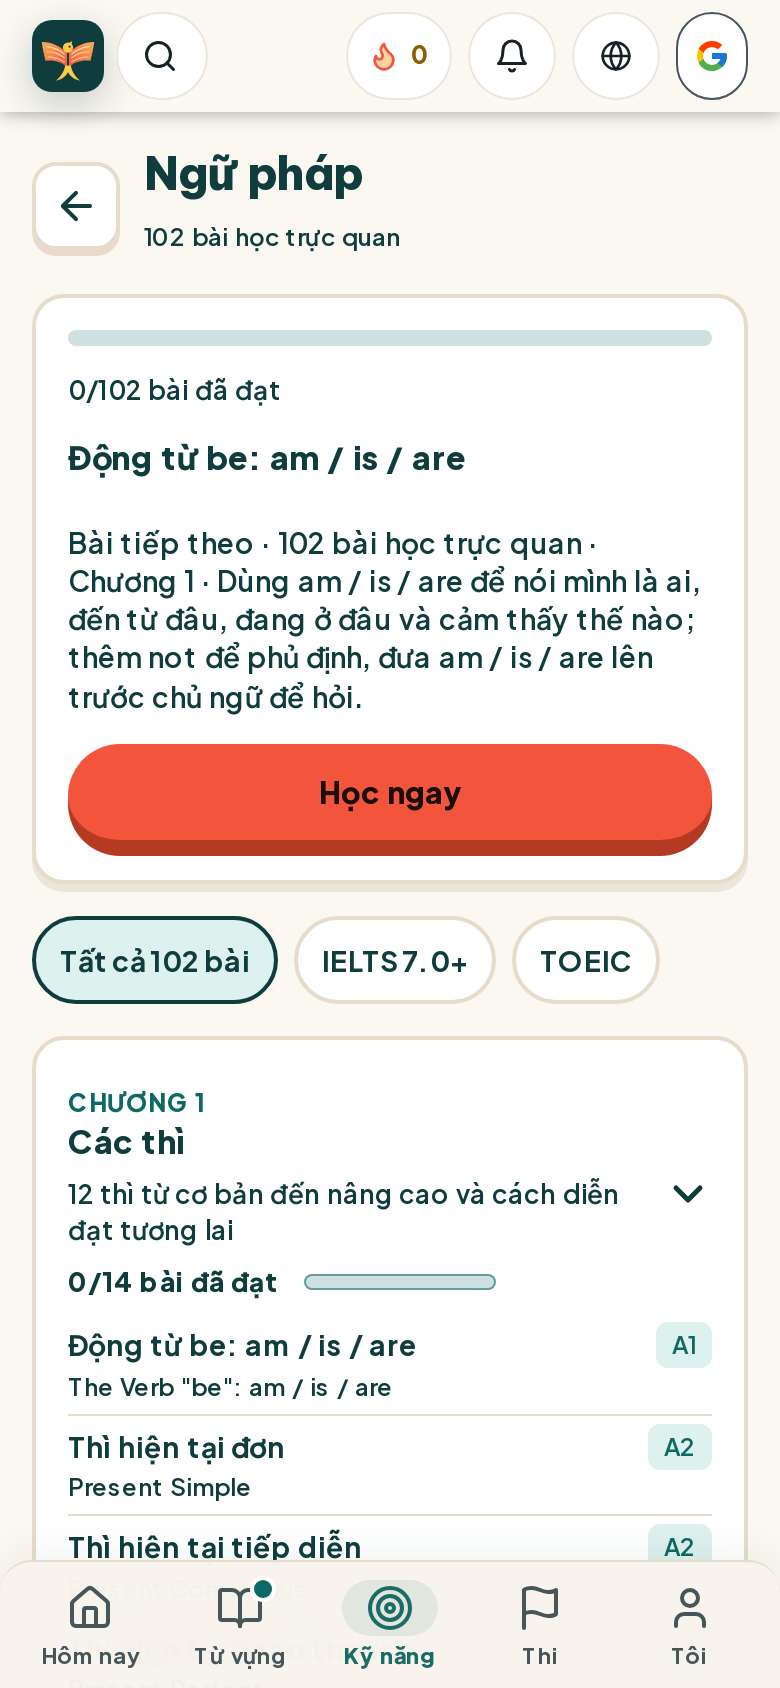 0
Ngữ pháp
102 bài học trực quan
0/102 bài đã đạt
Động từ be: am / is / are
Bài tiếp theo · 102 bài học trực quan ·
Chương 1 · Dùng am / is / are để nói mình là ai,
đến từ đâu, đang ở đâu và cảm thấy thế nào;
thêm not để phủ định, đưa am / is / are lên
trước chủ ngữ để hỏi.
Học ngay
Tất cả 102 bài
IELTS 7.0+
TOEIC
CHƯƠNG 1
Các thì
12 thì từ cơ bản đến nâng cao và cách diễn
đạt tương lai
0/14 bài đã đạt
Động từ be: am / is / are
A1
The Verb "be": am / is / are
Thì hiện tại đơn
A2
Present Simple
Thì hiện tại tiếp diễn
A2
Hôm nay
Từ vựng
Kỹ năng
Thi
Tôi